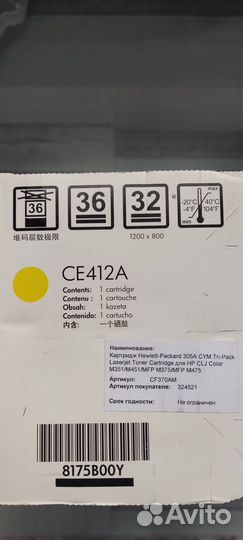 36
36
32
max
-20°C
-4°F
40°C
104°F
min
堆码层数极限
1200 x 800
CE412A
Contents: 1 cartridge
Contenu : 1 cartouche
Obsah: 1 kazeta
Contenido: 1 cartucho
内含: 一个硒鼓
Наименование:
Картридж Hewlett-Packard 305A CYM Tri-Pack
Laserjet Toner Cartridge для HP CLJ Color
M351/M451/MFP M375/MFP M475
Артикул: CF370AM
Артикул покупателя: 324521
Срок годности: Не ограничен
8175B00Y
Avito